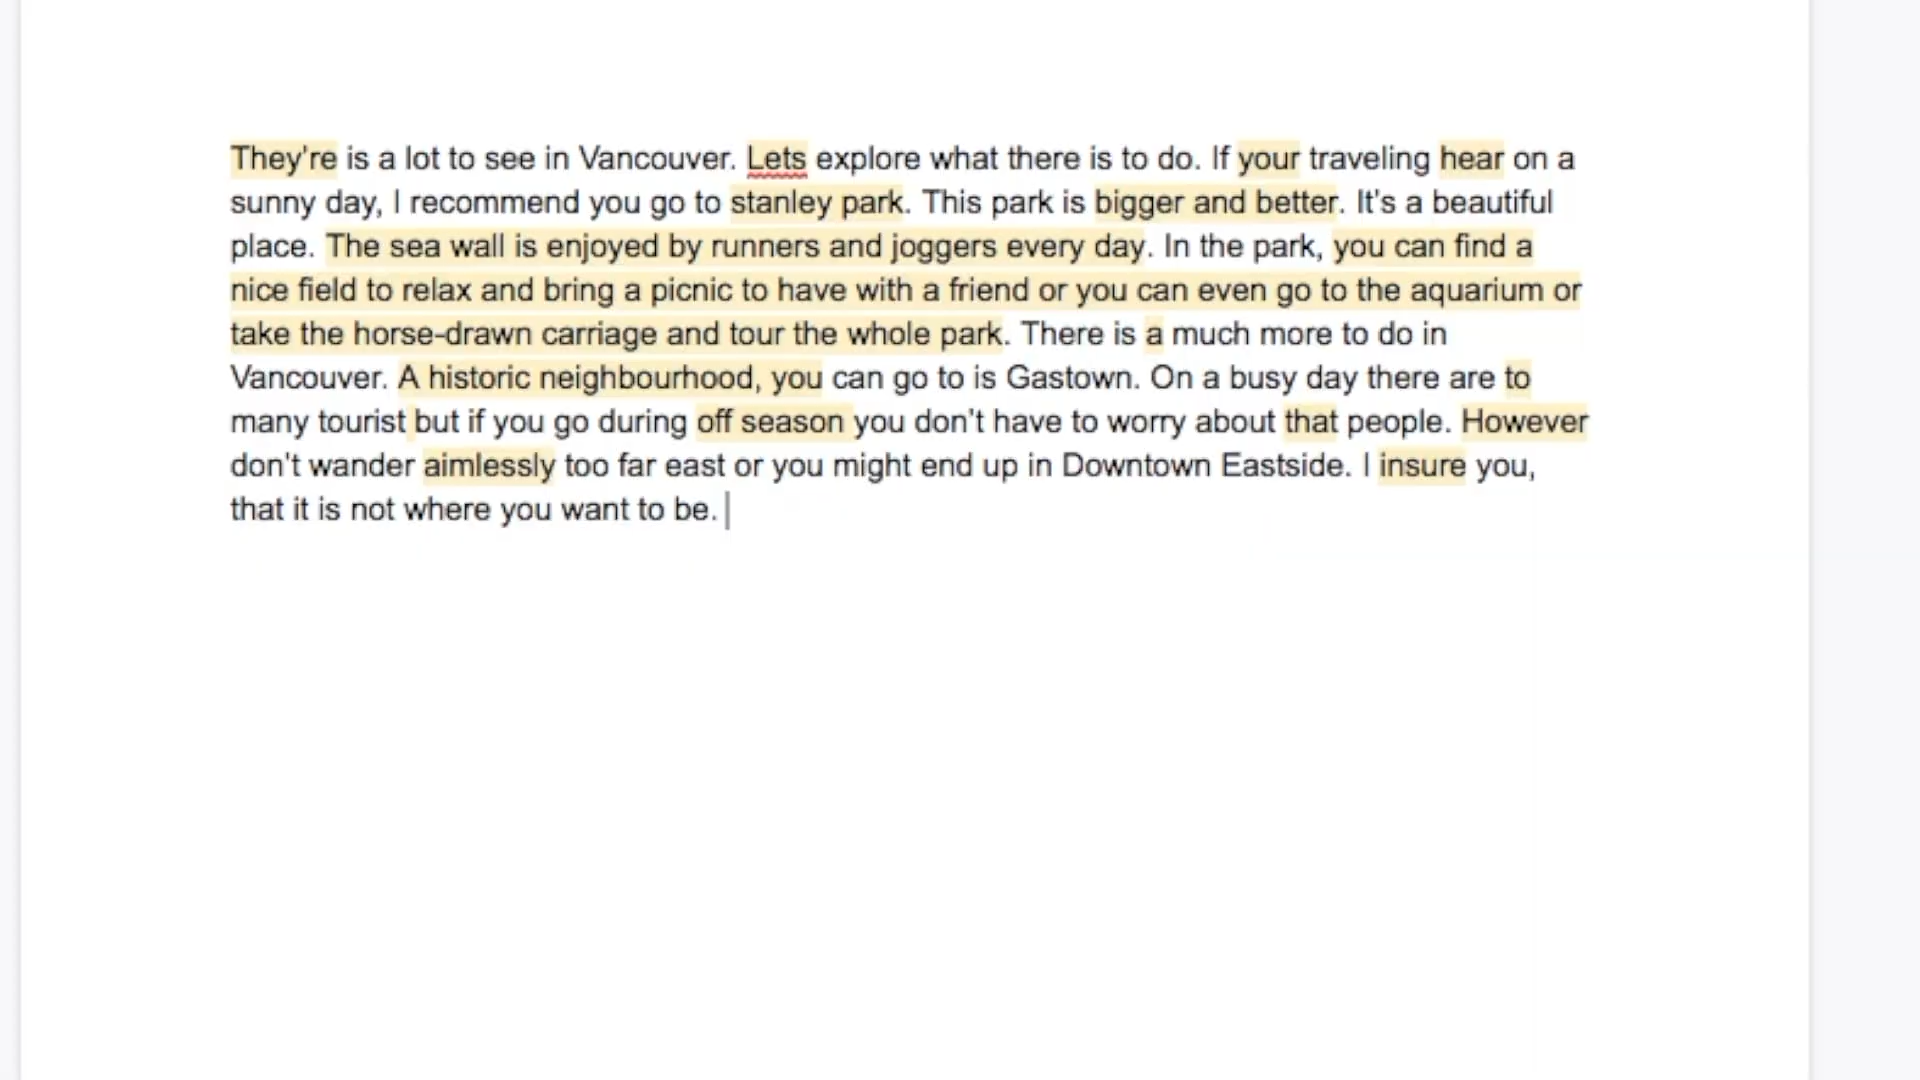 They're is a lot to see in Vancouver. Lets explore what there is to do. If your traveling hear on a
sunny day, I recommend you go to stanley park. This park is bigger and better. It's a beautiful
place. The sea wall is enjoyed by runners and joggers every day. In the park, you can find a
nice field to relax and bring a picnic to have with a friend or you can even go to the aquarium or
take the horse-drawn carriage and tour the whole park. There is a much more to do in
Vancouver. A historic neighbourhood, you can go to is Gastown. On a busy day there are to
many tourist but if you go during off season you don't have to worry about that people. However
don't wander aimlessly too far east or you might end up in Downtown Eastside. I insure you,
that it is not where you want to be.